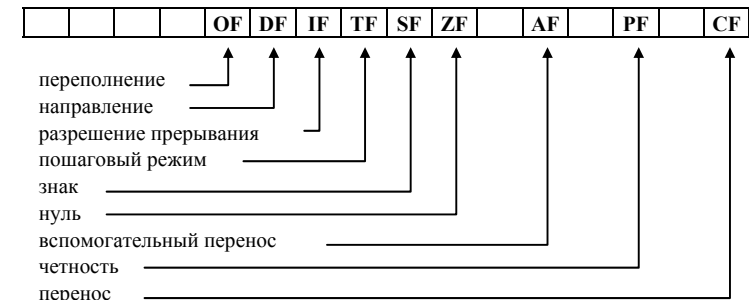 OF DF IF TF SF ZF AF PF CF
переполнение
направление
разрешение прерывания
пошаговый режим
знак
нуль
вспомогательный перенос
четность
перенос